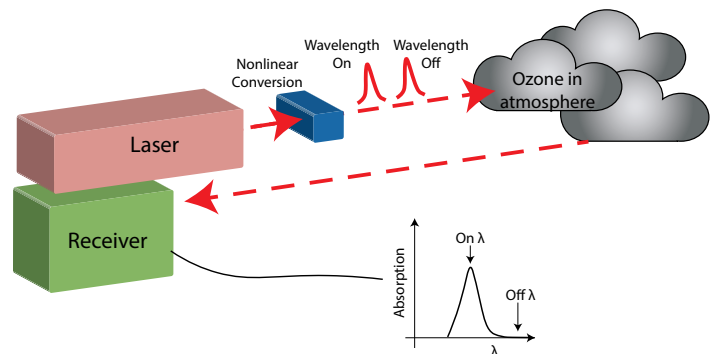 Nonlinear
Conversion
Wavelength
On
Wavelength
Off
Ozone in
atmosphere
Laser
Receiver
Absorption
On λ
Off λ
λ